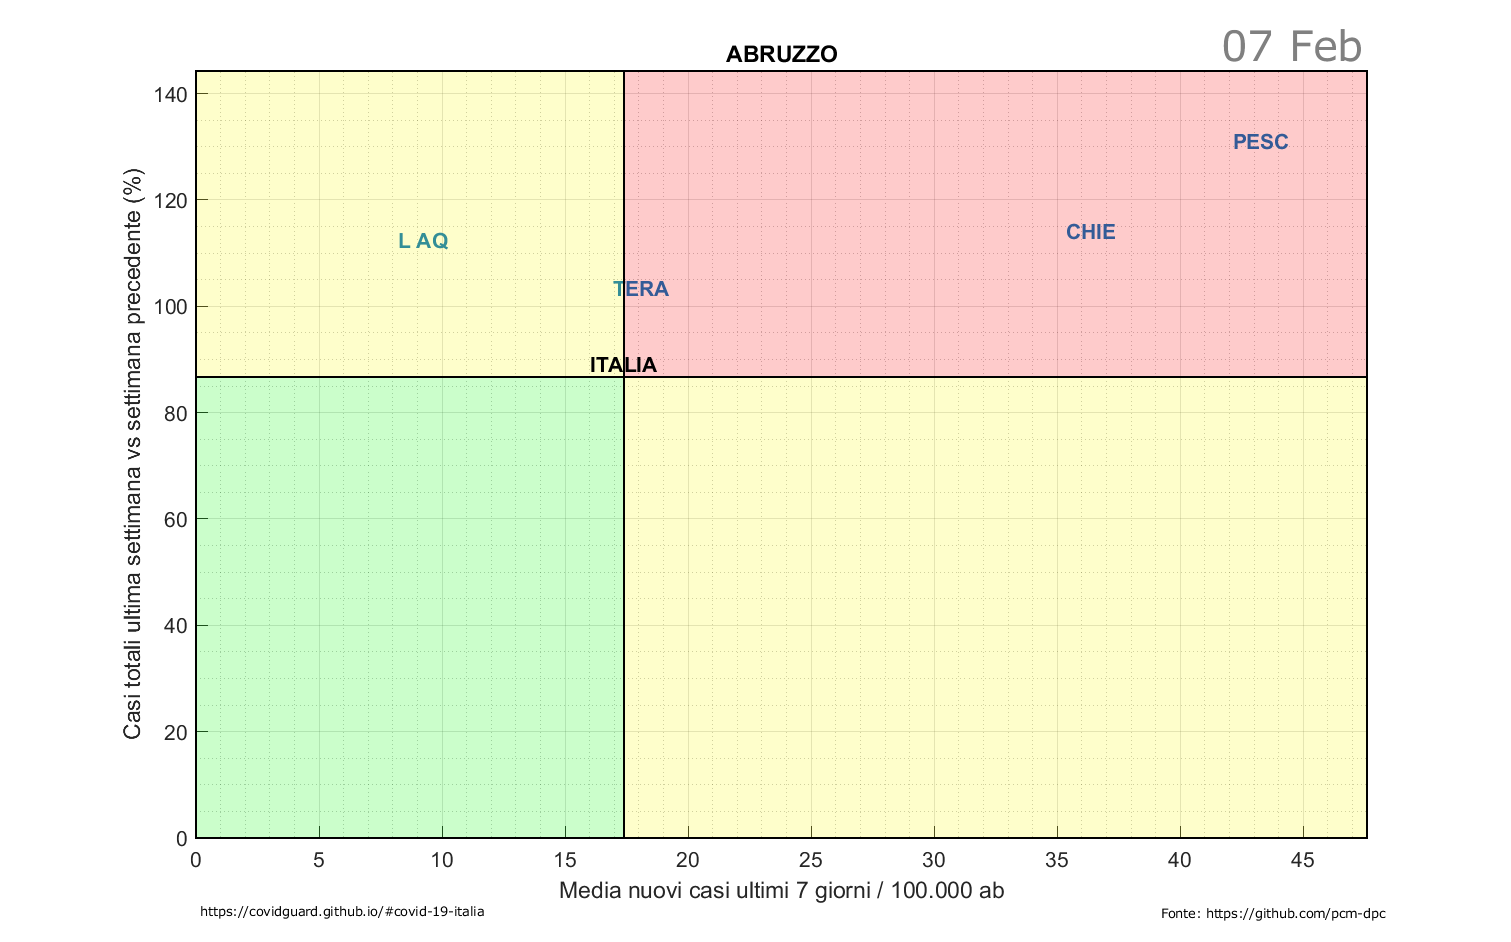 07 Feb
ABRUZZO
Casi totali ultima settimana vs settimana precedente (%)
140
120
100
80
60
40
20
0
PESC
CHIE
L AQ
TERA
ITALIA
0 5 10 15 20 25 30 35 40 45
Media nuovi casi ultimi 7 giorni / 100.000 ab
https://covidguard.github.io/#covid-19-italia
Fonte: https://github.com/pcm-dpc